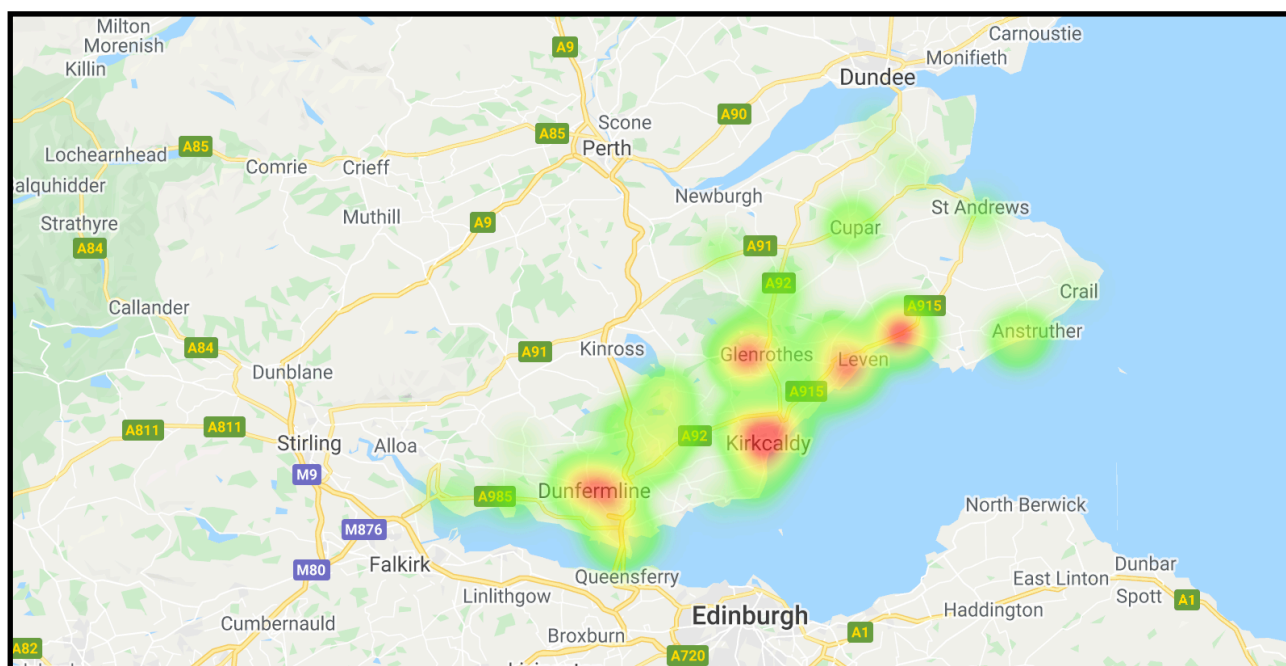 Milton
Morenish
Killin
A9
Carnoustie
Monifieth
Dundee
A90
Scone
A85
Perth
Lochearnhead
A85
Comrie
Crieff
Balquhidder
Strathyre
A84
Muthill
A9
Newburgh
St Andrews
Cupar
A91
A92
Crail
Callander
A915
Anstruther
A84
A91
Kinross
Glenrothes
Leven
Dunblane
A915
A811
A811
Stirling
Alloa
A92
Kirkcaldy
M9
Dunfermline
A985
North Berwick
M876
Falkirk
M80
Queensferry
Dunbar
East Linton
Spott
A1
Linlithgow
Edinburgh
Haddington
Cumbernauld
Broxburn
A1
A82
A720